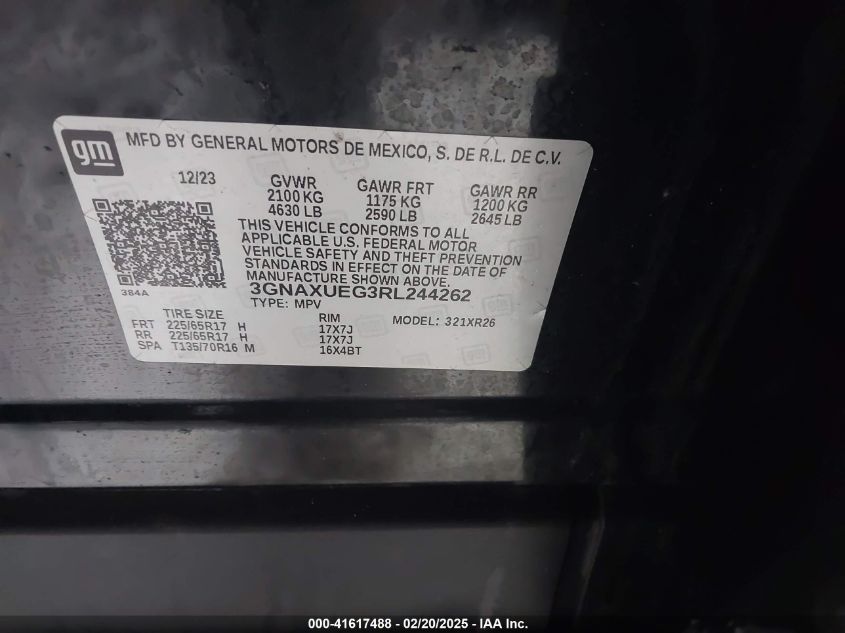 gm
MFD BY GENERAL MOTORS DE MEXICO, S. DE R.L. DE C.V.
12/23 GVWR GAWR FRT GAWR RR
2100 KG 1175 KG 1200 KG
4630 LB 2590 LB 2645 LB
THIS VEHICLE CONFORMS TO ALL
APPLICABLE U.S. FEDERAL MOTOR
VEHICLE SAFETY AND THEFT PREVENTION
STANDARDS IN EFFECT ON THE DATE OF
MANUFACTURE SHOWN ABOVE.
384A
3GNAXUEG3RL244262
TYPE: MPV
TIRE SIZE RIM MODEL: 321XR26
FRT 225/65R17 H 17X7J
RR 225/65R17 H 17X7J
SPA T135/70R16 M 16X4BT
000-41617488 - 02/20/2025 - IAA Inc.